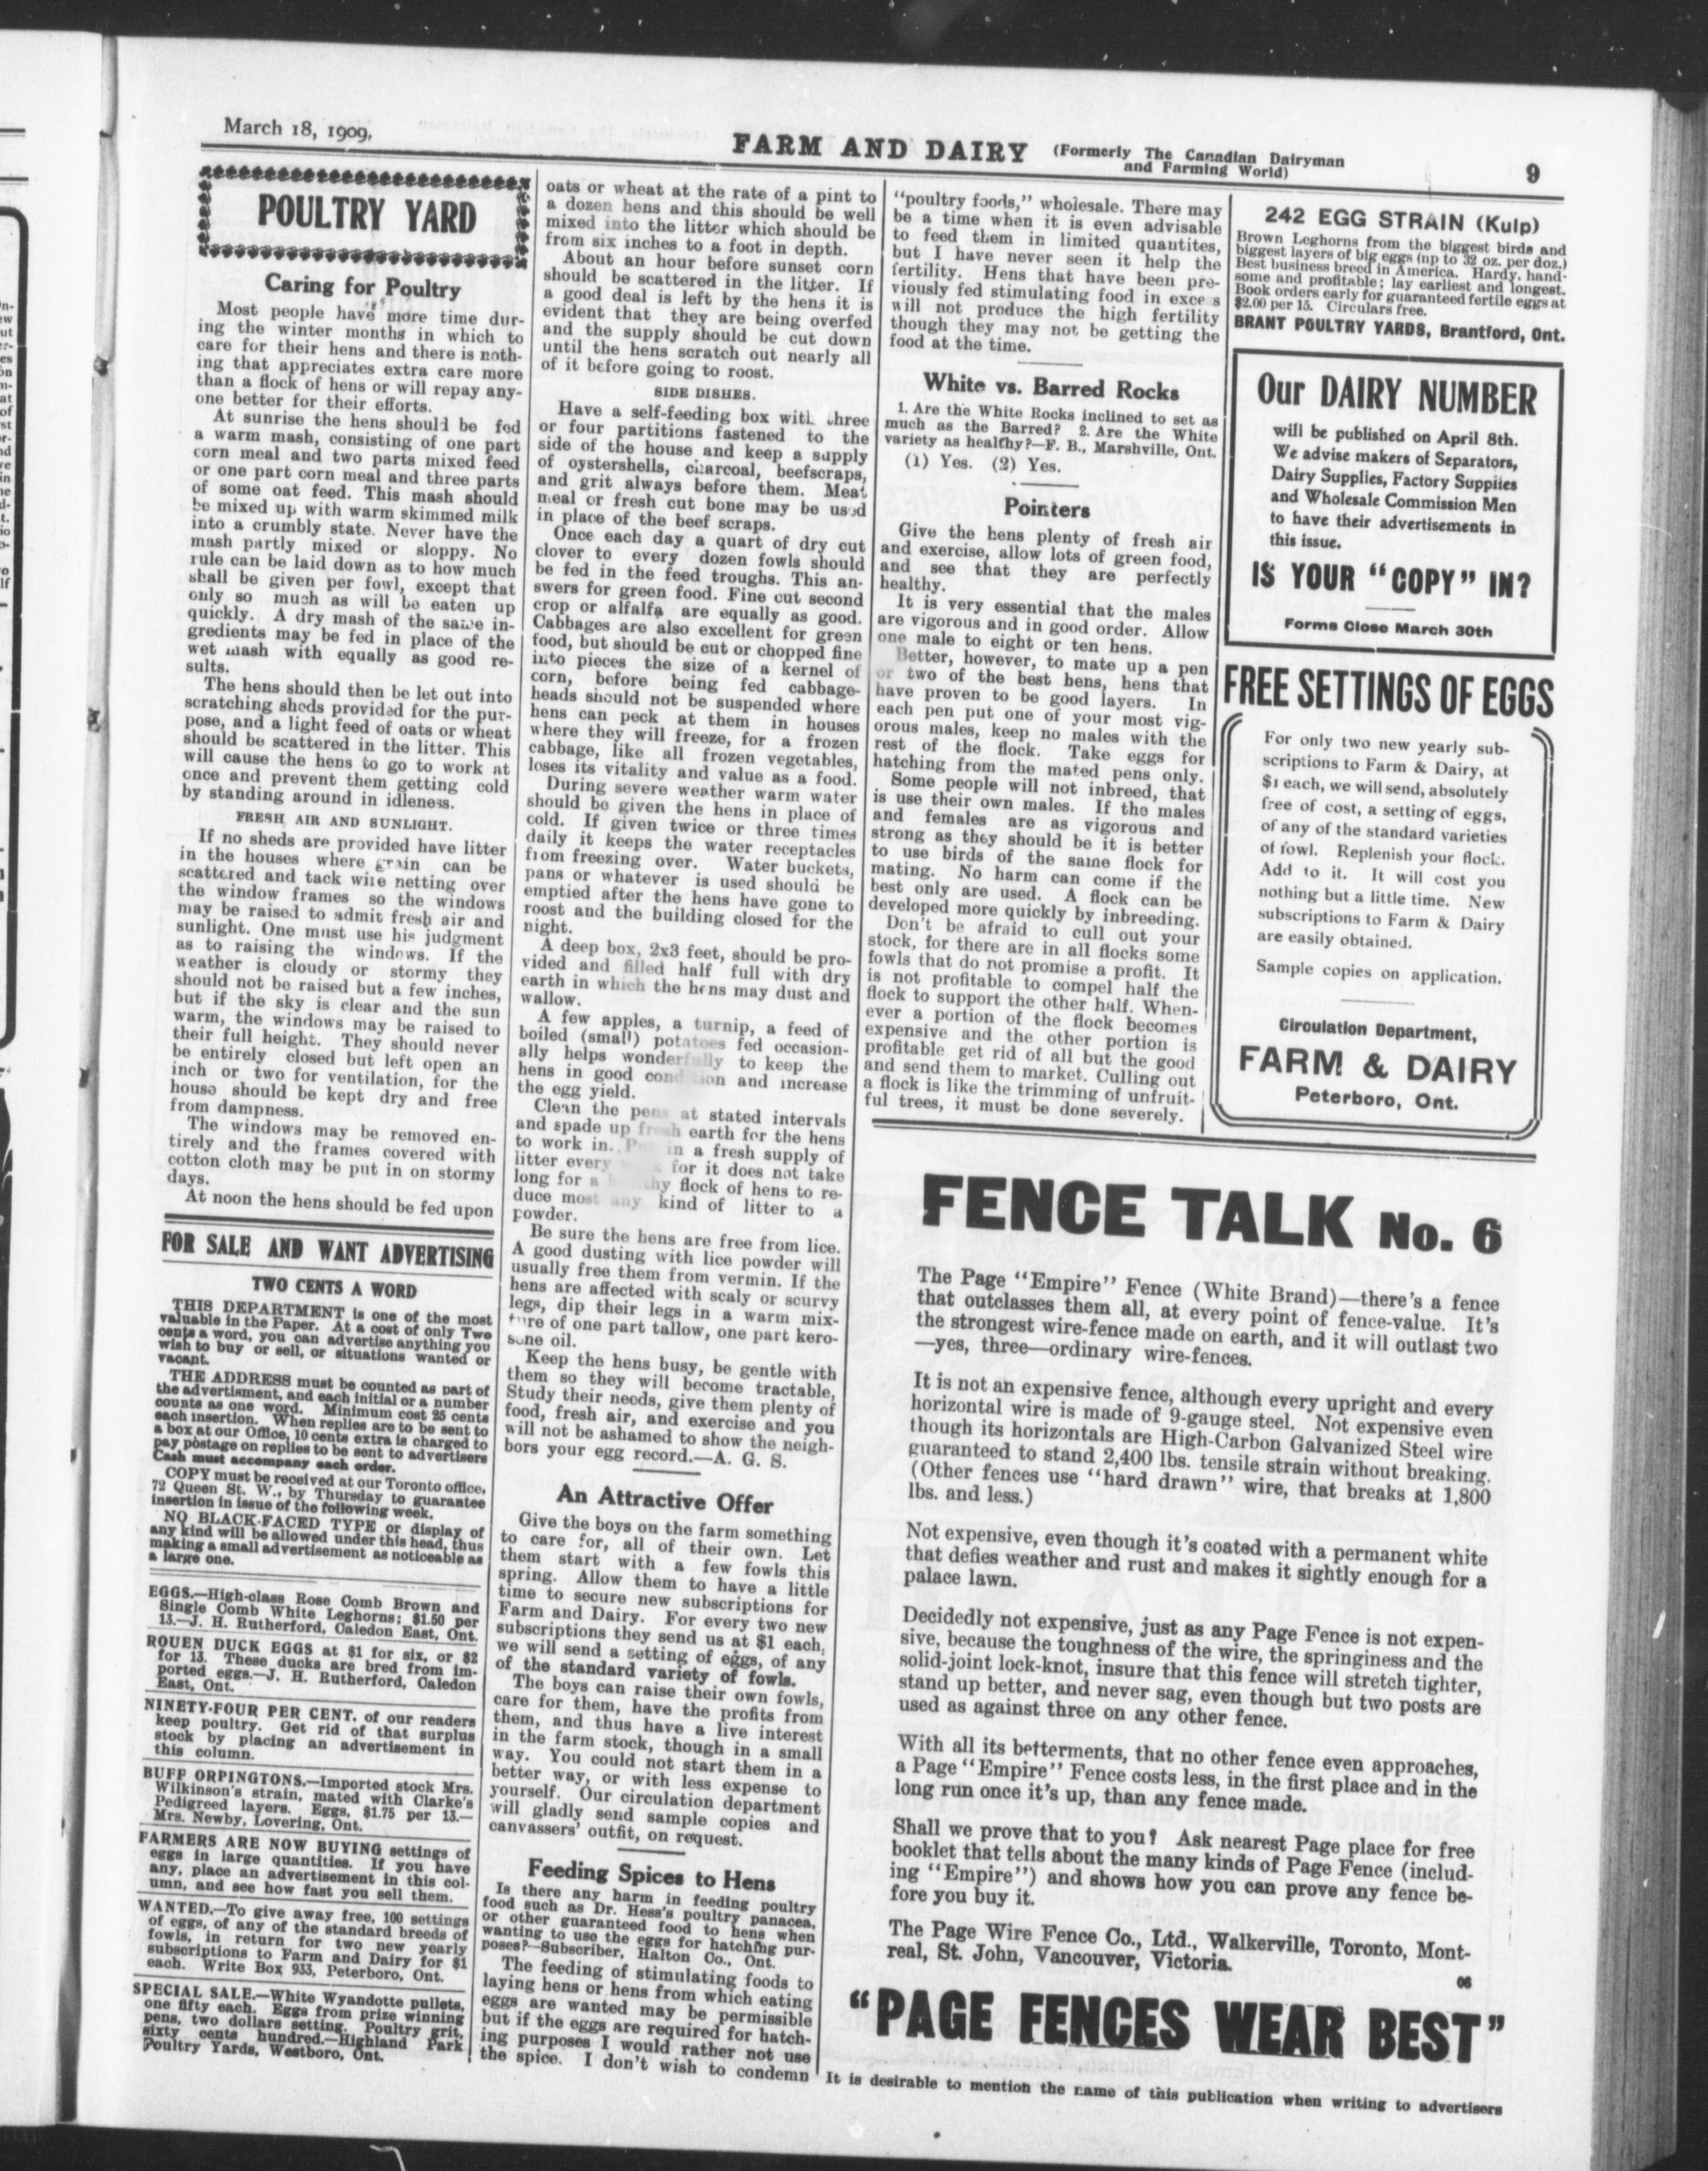 March 18, 1909.
FARM AND DAIRY (Formerly The Canadian Dairyman
and Farming World)
9
POULTRY YARD
Caring for Poultry
Most people have more time dur-
ing the winter months in which to
care for their hens and there is noth-
ing that appreciates extra care more
than a flock of hens or will repay any-
one better for their efforts.
At sunrise the hens should be fed
a warm mash, consisting of one part
corn meal and two parts mixed feed
or one part corn meal and three parts
of some oat feed. This mash should
be mixed up with warm skimmed milk
into a crumbly state. Never have the
mash partly mixed or sloppy. No
rule can be laid down as to how much
shall be given per fowl, except that
only so much as will be eaten up
quickly. A dry mash of the same in-
gredients may be fed in place of the
wet mash with equally as good re-
sults.
The hens should then be let out into
scratching sheds provided for the pur-
pose, and a light feed of oats or wheat
should be scattered in the litter. This
will cause the hens to go to work at
once and prevent them getting cold
by standing around in idleness.
FRESH AIR AND SUNLIGHT.
If no sheds are provided have litter
in the houses where grain can be
scattered and tack wire netting over
the window frames so the windows
may be raised to admit fresh air and
sunlight. One must use his judgment
as to raising the windows. If the
weather is cloudy or stormy they
should not be raised but a few inches,
but if the sky is clear and the sun
warm, the windows may be raised to
their full height. They should never
be entirely closed but left open an
inch or two for ventilation, for the
house should be kept dry and free
from dampness.
The windows may be removed en-
tirely and the frames covered with
cotton cloth may be put in on stormy
days.
At noon the hens should be fed upon
FOR SALE AND WANT ADVERTISING
TWO CENTS A WORD
THIS DEPARTMENT is one of the most
valuable in the Paper. At a cost of only Two
cents a word, you can advertise anything you
wish to buy or sell, or situations wanted or
vacant.
THE ADDRESS must be counted as part of
the advertisment, and each initial or a number
counts as one word. Minimum cost 25 cents
each insertion. When replies are to be sent to
a box at our Office, 10 cents extra is charged to
pay postage on replies to be sent to advertisers
Cash must accompany each order.
COPY must be received at our Toronto office,
72 Queen St. W., by Thursday to guarantee
insertion in issue of the following week.
NO BLACK-FACED TYPE or display of
any kind will be allowed under this head, thus
making a small advertisement as noticeable as
a large one.
EGGS.—High-class Rose Comb Brown and
Single Comb White Leghorns; $1.50 per
13.—J. H. Rutherford, Caledon East, Ont.
ROUEN DUCK EGGS at $1 for six, or $2
for 13. These ducks are bred from im-
ported eggs.—J. H. Rutherford, Caledon
East, Ont.
NINETY-FOUR PER CENT. of our readers
keep poultry. Get rid of that surplus
stock by placing an advertisement in
this column.
BUFF ORPINGTONS.—Imported stock Mrs.
Wilkinson's strain, mated with Clarke's
Pedigreed layers. Eggs, $1.75 per 13.—
Mrs. Newby, Lovering, Ont.
FARMERS ARE NOW BUYING settings of
eggs in large quantities. If you have
any, place an advertisement in this col-
umn, and see how fast you sell them.
WANTED.—To give away free, 100 settings
of eggs, of any of the standard breeds of
fowls, in return for two new yearly
subscriptions to Farm and Dairy for $1
each. Write Box 933, Peterboro, Ont.
SPECIAL SALE.—White Wyandotte pullets,
one fifty each. Eggs from prize winning
pens, two dollars setting. Poultry grit,
sixty cents hundred.—Highland Park
Poultry Yards, Westboro, Ont.
oats or wheat at the rate of a pint to
a dozen hens and this should be well
mixed into the litter which should be
from six inches to a foot in depth.
About an hour before sunset corn
should be scattered in the litter. If
a good deal is left by the hens it is
evident that they are being overfed
and the supply should be cut down
until the hens scratch out nearly all
of it before going to roost.
SIDE DISHES.
Have a self-feeding box with three
or four partitions fastened to the
side of the house and keep a supply
of oystershells, charcoal, beefscraps,
and grit always before them. Meat
meal or fresh cut bone may be used
in place of the beef scraps.
Once each day a quart of dry cut
clover to every dozen fowls should
be fed in the feed troughs. This an-
swers for green food. Fine cut second
crop or alfalfa are equally as good.
Cabbages are also excellent for green
food, but should be cut or chopped fine
into pieces the size of a kernel of
corn, before being fed cabbage-
heads should not be suspended where
hens can peck at them in houses
where they will freeze, for a frozen
cabbage, like all frozen vegetables,
loses its vitality and value as a food.
During severe weather warm water
should be given the hens in place of
cold. If given twice or three times
daily it keeps the water receptacles
from freezing over. Water buckets,
pans or whatever is used should be
emptied after the hens have gone to
roost and the building closed for the
night.
A deep box, 2x3 feet, should be pro-
vided and filled half full with dry
earth in which the hens may dust and
wallow.
A few apples, a turnip, a feed of
boiled (small) potatoes fed occasion-
ally helps wonderfully to keep the
hens in good condition and increase
the egg yield.
Clean the pens at stated intervals
and spade up fresh earth for the hens
to work in. Put in a fresh supply of
litter every for it does not take
long for a flock of hens to re-
duce most any kind of litter to a
powder.
Be sure the hens are free from lice.
A good dusting with lice powder will
usually free them from vermin. If the
hens are affected with scaly or scurvy
legs, dip their legs in a warm mix-
ture of one part tallow, one part kero-
sene oil.
Keep the hens busy, be gentle with
them so they will become tractable,
Study their needs, give them plenty of
food, fresh air, and exercise and you
will not be ashamed to show the neigh-
bors your egg record.—A. G. S.
An Attractive Offer
Give the boys on the farm something
to care for, all of their own. Let
them start with a few fowls this
spring. Allow them to have a little
time to secure new subscriptions for
Farm and Dairy. For every two new
subscriptions they send us at $1 each,
we will send a setting of eggs, of any
of the standard variety of fowls.
The boys can raise their own fowls,
care for them, have the profits from
them, and thus have a live interest
in the farm stock, though in a small
way. You could not start them in a
better way, or with less expense to
yourself. Our circulation department
will gladly send sample copies and
canvassers' outfit, on request.
Feeding Spices to Hens
Is there any harm in feeding poultry
food such as Dr. Hess's poultry panacea,
or other guaranteed food to hens when
wanting to use the eggs for hatching pur-
poses?—Subscriber, Halton Co., Ont.
The feeding of stimulating foods to
laying hens or hens from which eating
eggs are wanted may be permissible
but if the eggs are required for hatch-
ing purposes I would rather not use
the spice. I don't wish to condemn
"poultry foods," wholesale. There may
be a time when it is even advisable
to feed them in limited quantites,
but I have never seen it help the
fertility. Hens that have been pre-
viously fed stimulating food in excess
will not produce the high fertility
though they may not be getting the
food at the time.
White vs. Barred Rocks
1. Are the White Rocks inclined to set as
much as the Barred? 2. Are the White
variety as healthy?—F. B., Marshville, Ont.
(1) Yes. (2) Yes.
Pointers
Give the hens plenty of fresh air
and exercise, allow lots of green food,
and see that they are perfectly
healthy.
It is very essential that the males
are vigorous and in good order. Allow
one male to eight or ten hens.
Better, however, to mate up a pen
or two of the best hens, hens that
have proven to be good layers. In
each pen put one of your most vig-
orous males, keep no males with the
rest of the flock. Take eggs for
hatching from the mated pens only.
Some people will not inbreed, that
is use their own males. If the males
and females are as vigorous and
strong as they should be it is better
to use birds of the same flock for
mating. No harm can come if the
best only are used. A flock can be
developed more quickly by inbreeding.
Don't be afraid to cull out your
stock, for there are in all flocks some
fowls that do not promise a profit. It
is not profitable to compel half the
flock to support the other half. When-
ever a portion of the flock becomes
expensive and the other portion is
profitable get rid of all but the good
and send them to market. Culling out
a flock is like the trimming of unfruit-
ful trees, it must be done severely.
242 EGG STRAIN (Kulp)
Brown Leghorns from the biggest birds and
biggest layers of big eggs (up to 32 oz. per doz.)
Best business breed in America. Hardy, hand-
some and profitable; lay earliest and longest.
Book orders early for guaranteed fertile eggs at
$2.00 per 15. Circulars free.
BRANT POULTRY YARDS, Brantford, Ont.
Our DAIRY NUMBER
will be published on April 8th.
We advise makers of Separators,
Dairy Supplies, Factory Supplies
and Wholesale Commission Men
to have their advertisements in
this issue.
IS YOUR "COPY" IN?
Forms Close March 30th
FREE SETTINGS OF EGGS
For only two new yearly sub-
scriptions to Farm & Dairy, at
$1 each, we will send, absolutely
free of cost, a setting of eggs,
of any of the standard varieties
of fowl. Replenish your flock.
Add to it. It will cost you
nothing but a little time. New
subscriptions to Farm & Dairy
are easily obtained.
Sample copies on application.
Circulation Department,
FARM & DAIRY
Peterboro, Ont.
FENCE TALK No. 6
The Page "Empire" Fence (White Brand)—there's a fence
that outclasses them all, at every point of fence-value. It's
the strongest wire-fence made on earth, and it will outlast two
—yes, three—ordinary wire-fences.
It is not an expensive fence, although every upright and every
horizontal wire is made of 9-gauge steel. Not expensive even
though its horizontals are High-Carbon Galvanized Steel wire
guaranteed to stand 2,400 lbs. tensile strain without breaking.
(Other fences use "hard drawn" wire, that breaks at 1,800
lbs. and less.)
Not expensive, even though it's coated with a permanent white
that defies weather and rust and makes it sightly enough for a
palace lawn.
Decidedly not expensive, just as any Page Fence is not expen-
sive, because the toughness of the wire, the springiness and the
solid-joint lock-knot, insure that this fence will stretch tighter,
stand up better, and never sag, even though but two posts are
used as against three on any other fence.
With all its betterments, that no other fence even approaches,
a Page "Empire" Fence costs less, in the first place and in the
long run once it's up, than any fence made.
Shall we prove that to you? Ask nearest Page place for free
booklet that tells about the many kinds of Page Fence (includ-
ing "Empire") and shows how you can prove any fence be-
fore you buy it.
The Page Wire Fence Co., Ltd., Walkerville, Toronto, Mont-
real, St. John, Vancouver, Victoria.
06
"PAGE FENCES WEAR BEST"
It is desirable to mention the name of this publication when writing to advertisers